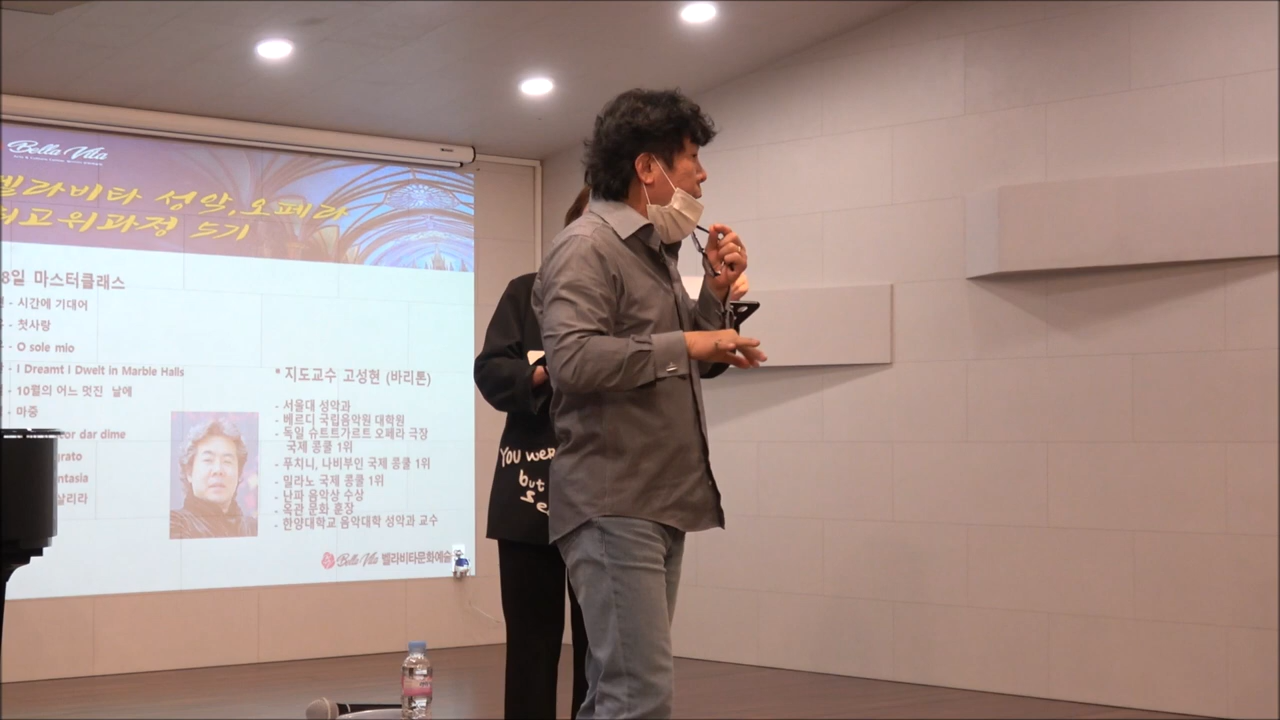 Bella Vita
벨라비타 성악,오페라
최고위과정 5기
8일 마스터클래스
- 시간에 기대어
- 첫사랑
- O sole mio
- I Dreamt I Dwelt in Marble Halls
- 10월의 어느 멋진 날에
- 마중
dar dime
* 지도교수 고성현 (바리톤)
- 서울대 성악과
- 베르디 국립음악원 대학원
- 독일 슈트트가르트 오페라 극장
국제 콩쿨 1위
- 푸치니, 나비부인 국제 콩쿨 1위
- 밀라노 국제 콩쿨 1위
- 난파 음악상 수상
- 옥관 문화 훈장
- 한양대학교 음악대학 성악과 교수
Bella Vita 벨라비타문화예술
YOU WER
but
Se